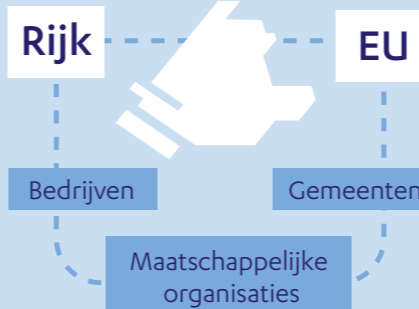 Rijk
EU
Bedrijven
Gemeenten
Maatschappelijke
organisaties